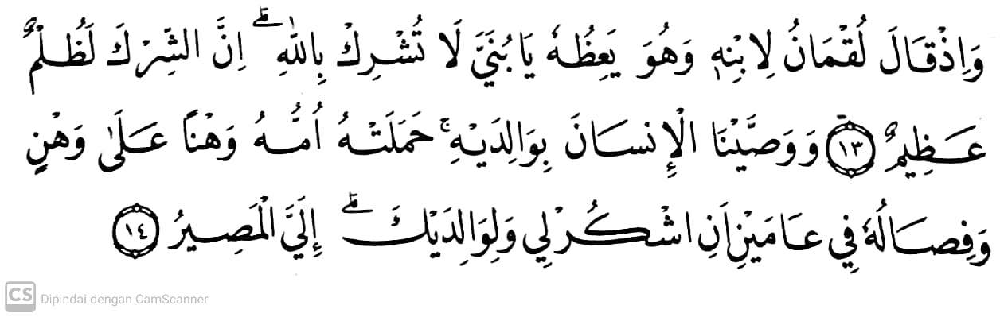 وَاِذْ قَالَ لُقْمَانُ لِابْنِهٖ وَهُوَ يَعِظُهٗ يَا بُنَيَّ لَا تُشْرِكْ بِاللّٰهِ ۗ اِنَّ الشِّرْكَ لَظُلْمٌ
عَظِيمٌ ١٣ وَوَصَّيْنَا الْإِنسَانَ بِوَالِدَيْهِ ۚ حَمَلَتْهُ اُمُّهُ وَهْنًا عَلَىٰ وَهْنٍ
وَفِصَالُهٗ فِي عَامَيْنِ اَنِ اشْكُرْ لِي وَلِوَالِدَيْكَ ۗ إِلَيَّ الْمَصِيرُ ١٤
CS Dipindai dengan CamScanner